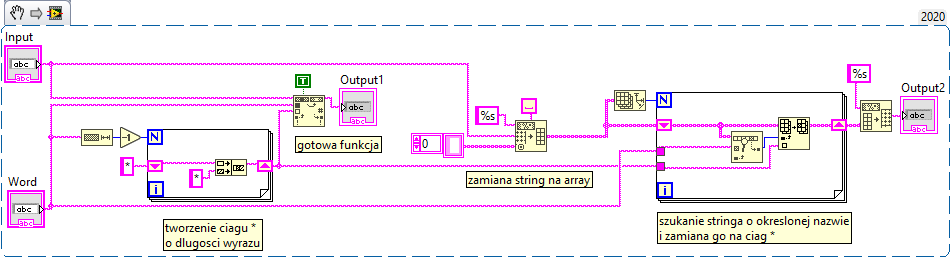 2020
Input
abc
abc
T
Output1
abc
abc
gotowa funkcja
-1
N
*
*
i
Word
abc
abc
tworzenie ciagu *
o dlugosci wyrazu
%s
0
zamiana string na array
N
i
szukanie stringa o okreslonej nazwie
i zamiana go na ciag *
%s
Output2
abc
abc